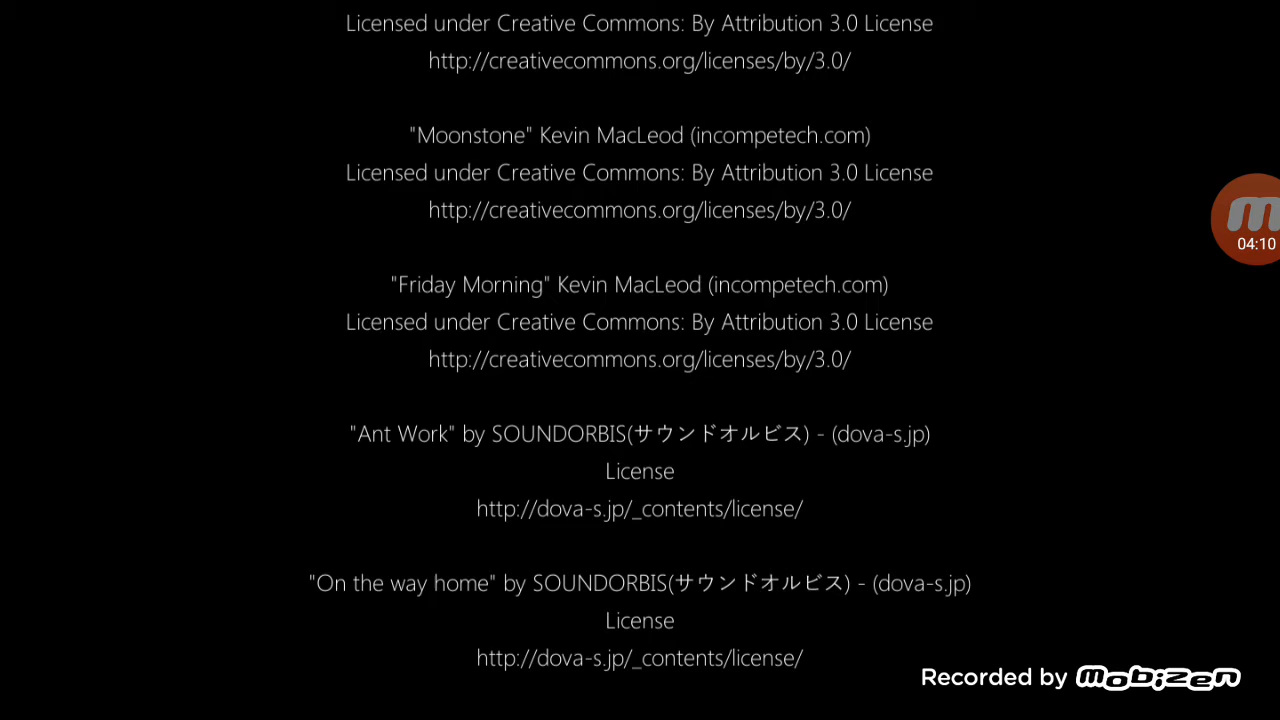 Licensed under Creative Commons: By Attribution 3.0 License
http://creativecommons.org/licenses/by/3.0/
"Moonstone" Kevin MacLeod (incompetech.com)
Licensed under Creative Commons: By Attribution 3.0 License
http://creativecommons.org/licenses/by/3.0/
04:10
"Friday Morning" Kevin MacLeod (incompetech.com)
Licensed under Creative Commons: By Attribution 3.0 License
http://creativecommons.org/licenses/by/3.0/
"Ant Work" by SOUNDORBIS(サウンドオルビス) - (dova-s.jp)
License
http://dova-s.jp/_contents/license/
"On the way home" by SOUNDORBIS(サウンドオルビス) - (dova-s.jp)
License
http://dova-s.jp/_contents/license/
Recorded by mobizen